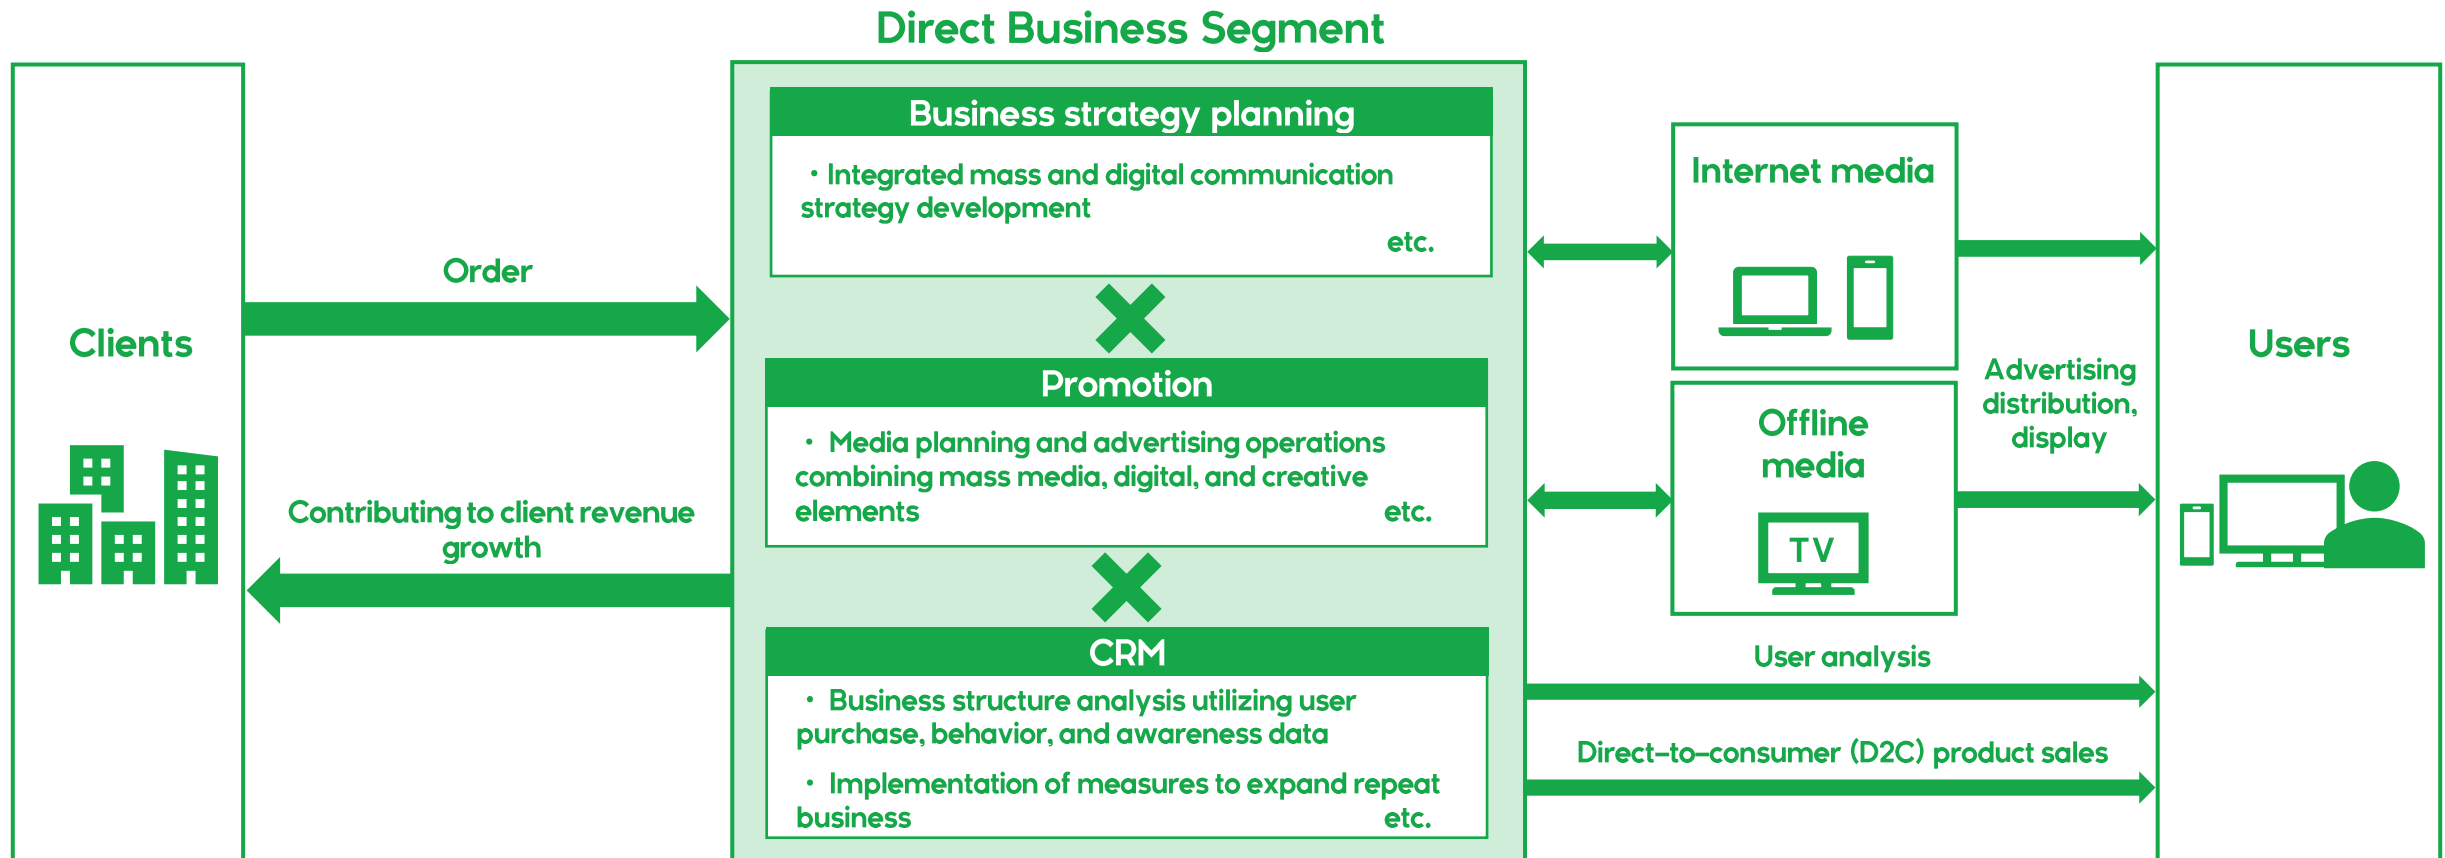 Direct Business Segment
Clients
Order
Contributing to client revenue
growth
Business strategy planning
・Integrated mass and digital communication
strategy development
etc.
Promotion
・ Media planning and advertising operations
combining mass media, digital, and creative
elements etc.
CRM
・ Business structure analysis utilizing user
purchase, behavior, and awareness data
・ Implementation of measures to expand repeat
business etc.
Internet media
Offline
media
TV
Advertising
distribution,
display
User analysis
Direct-to-consumer (D2C) product sales
Users